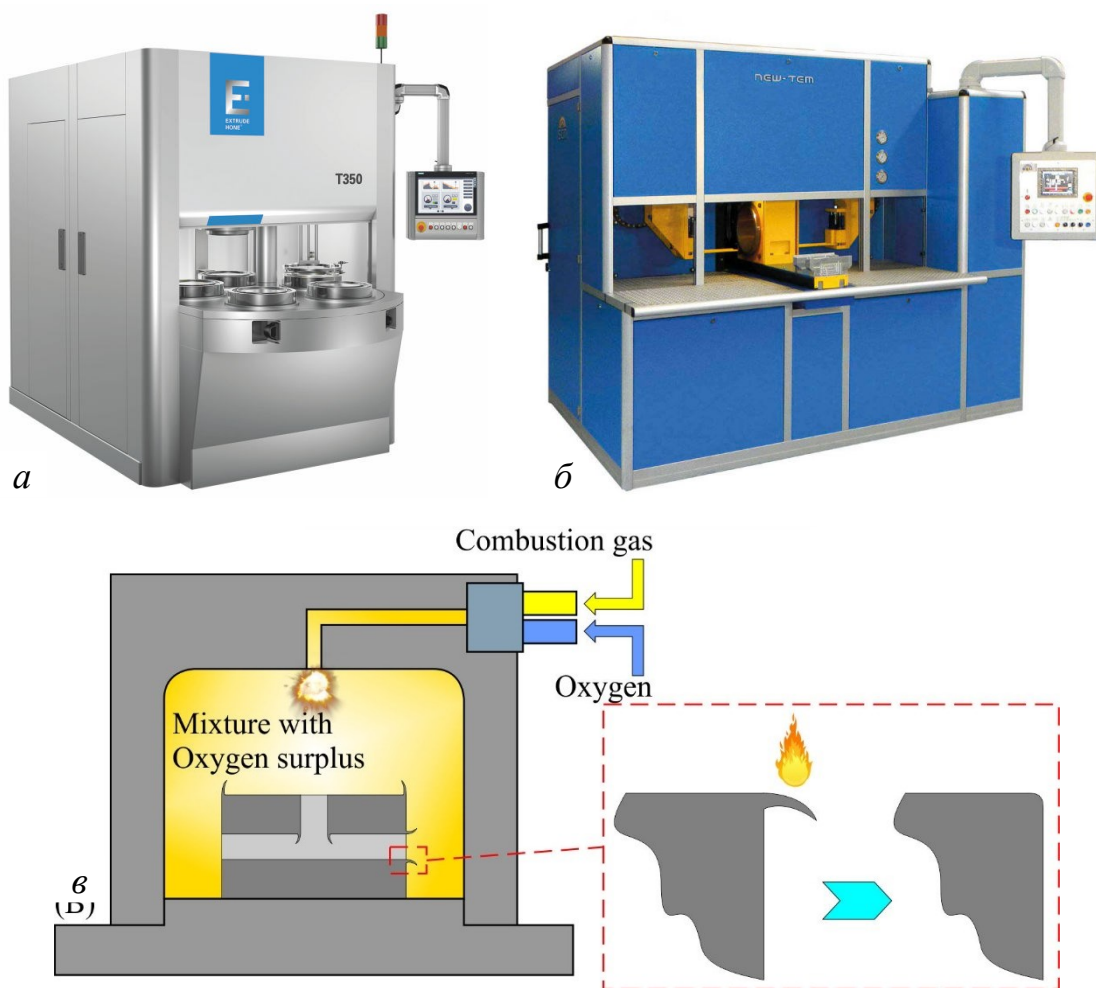 EXTRUDE
HONE
T350
NEW-TEM
а
б
Combustion gas
Oxygen
Mixture with
Oxygen surplus
в
(B)